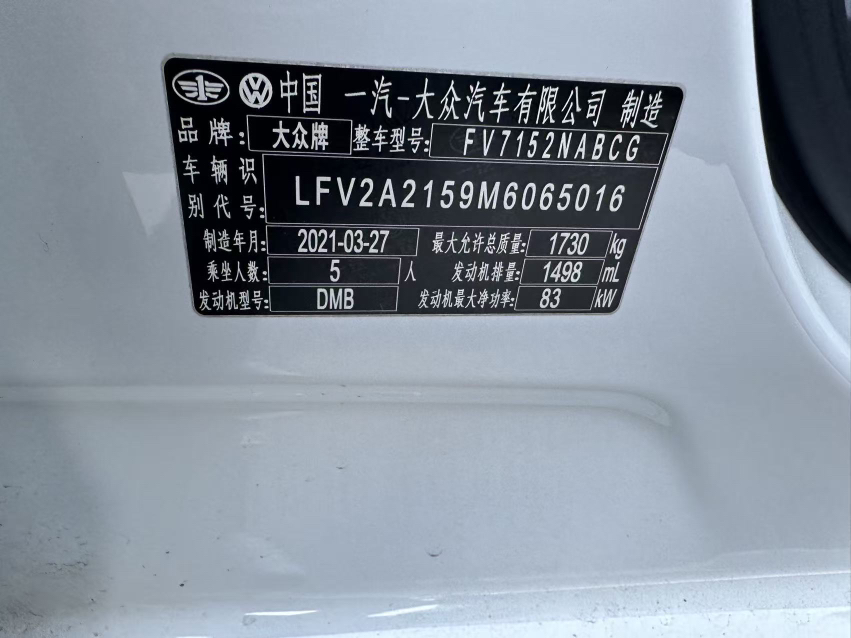 中国 一汽-大众汽车有限公司 制造
品牌: 大众牌 整车型号: FV7152NABCG
车辆识别代号: LFV2A2159M6065016
制造年月: 2021-03-27 最大允许总质量: 1730 kg
乘坐人数: 5 人 发动机排量: 1498 mL
发动机型号: DMB 发动机最大净功率: 83 kW